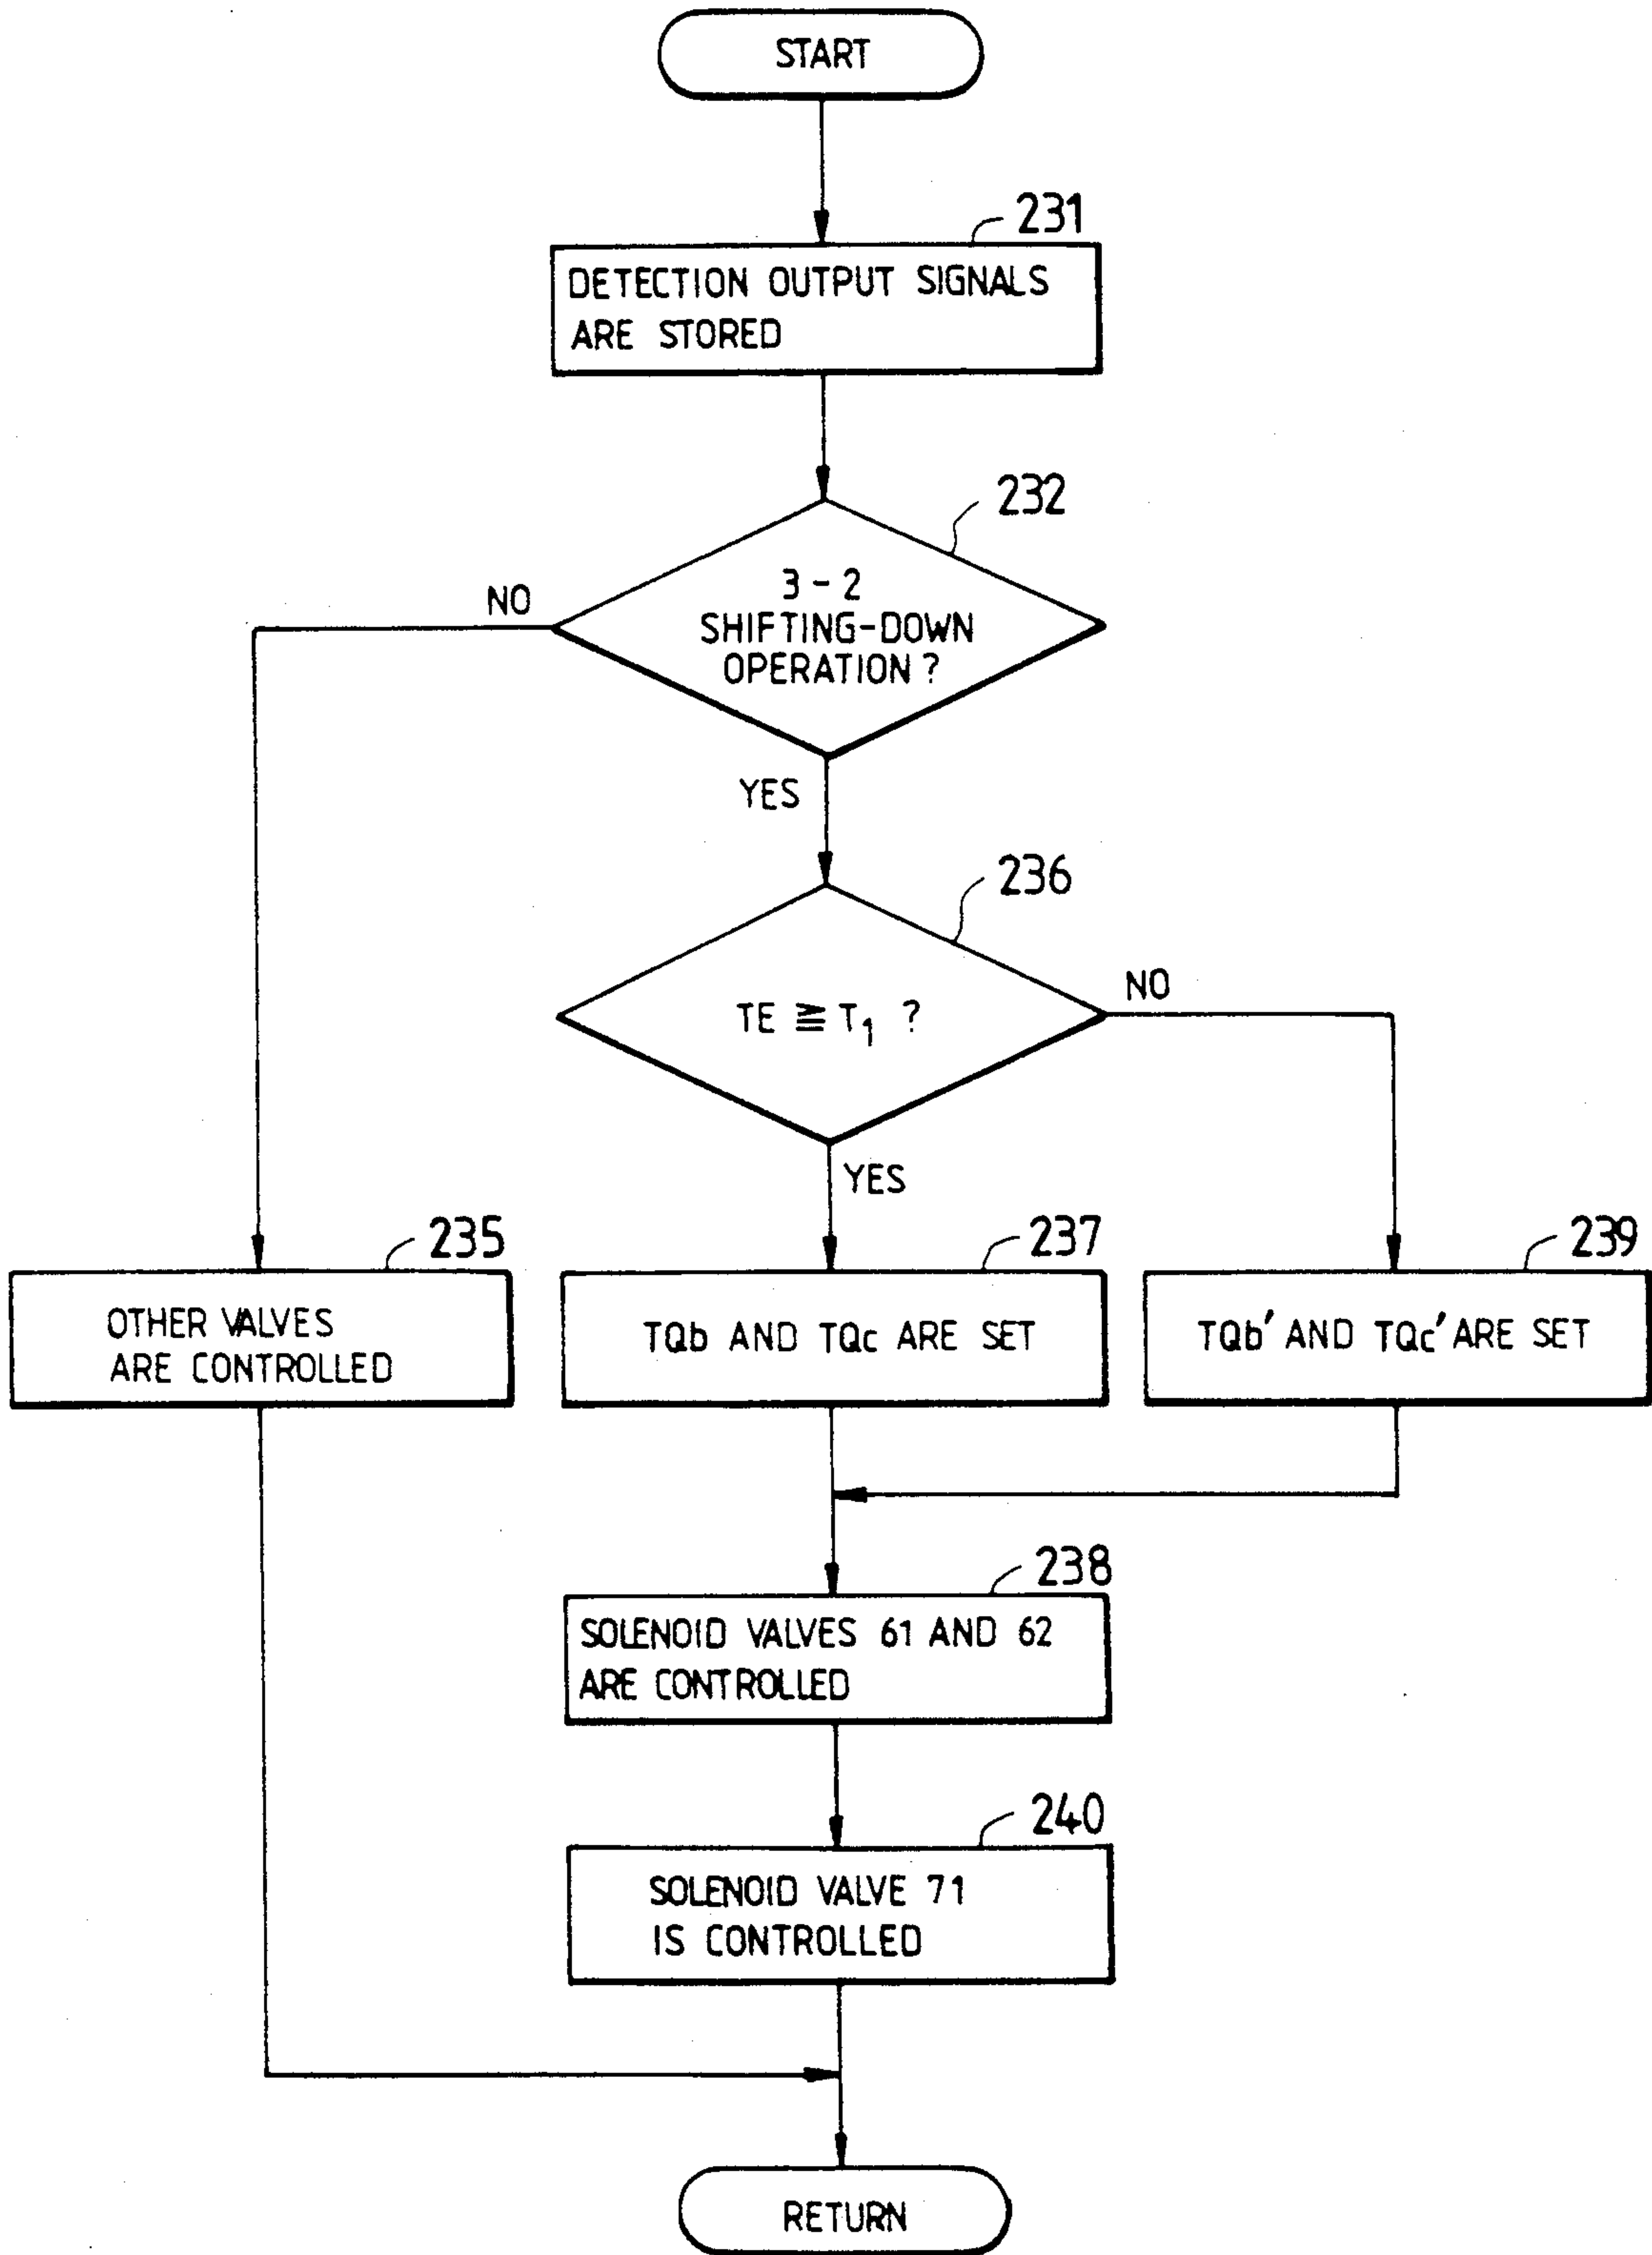 START
231
DETECTION OUTPUT SIGNALS
ARE STORED
232
3-2
SHIFTING-DOWN
OPERATION?
NO
YES
236
TE ≧ T₁ ?
NO
YES
235
OTHER VALVES
ARE CONTROLLED
237
TQb AND TQc ARE SET
239
TQb' AND TQc' ARE SET
238
SOLENOID VALVES 61 AND 62
ARE CONTROLLED
240
SOLENOID VALVE 71
IS CONTROLLED
RETURN